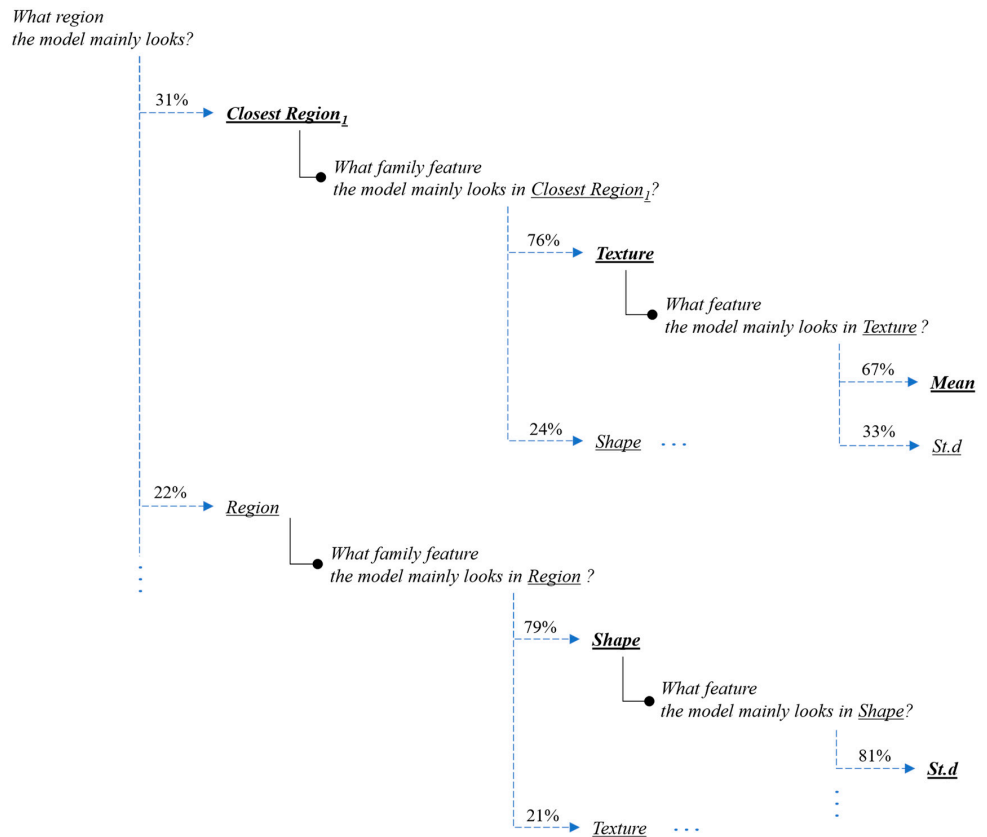 What region
the model mainly looks?
31%
Closest Region1
What family feature
the model mainly looks in Closest Region1?
76%
Texture
What feature
the model mainly looks in Texture ?
67%
Mean
24%
Shape ...
33%
St.d
22%
Region
What family feature
the model mainly looks in Region ?
79%
Shape
What feature
the model mainly looks in Shape?
81%
St.d
21%
Texture ...